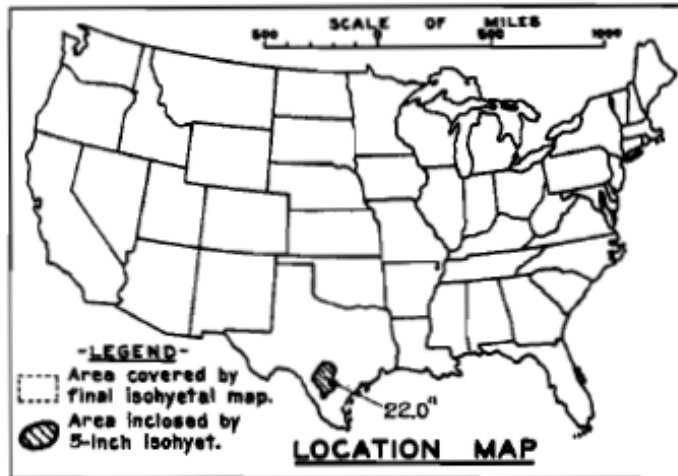 SCALE OF MILES
500 0 500 1000
-LEGEND-
Area covered by
final isohyetal map.
Area inclosed by
5-inch isohyet.
22.0"
LOCATION MAP